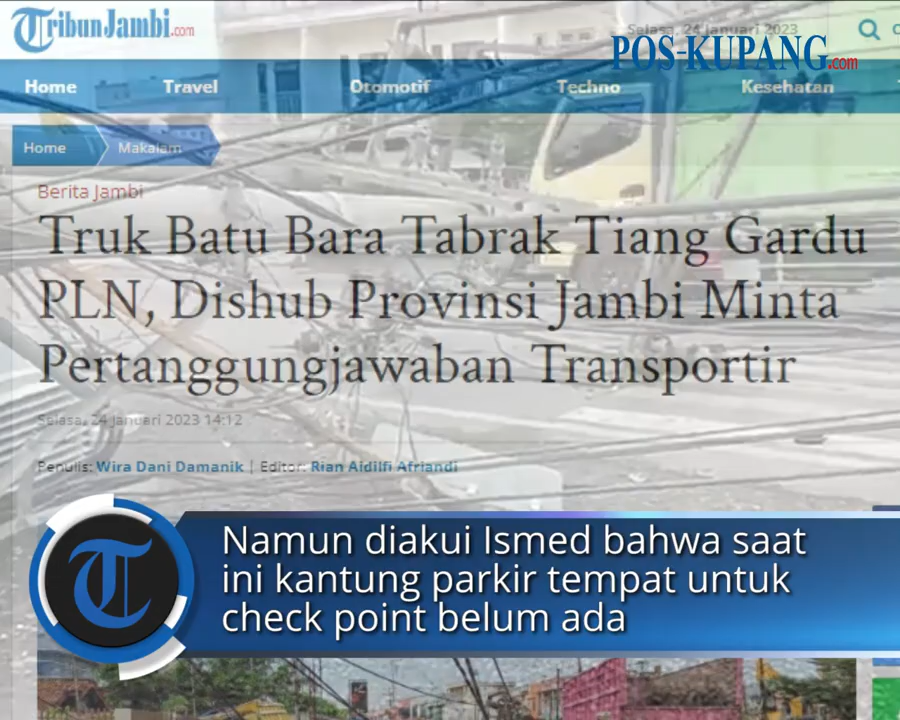 TribunJambi.com
Selasa, 24 Januari 2023
POS-KUPANG.com
Home Travel Otomotif Techno Kesehatan
Home Makalam
Berita Jambi
Truk Batu Bara Tabrak Tiang Gardu
PLN, Dishub Provinsi Jambi Minta
Pertanggungjawaban Transportir
Selasa, 24 Januari 2023 14:12
Penulis: Wira Dani Damanik | Editor: Rian Aidilfi Afriandi
T
Namun diakui Ismed bahwa saat
ini kantung parkir tempat untuk
check point belum ada